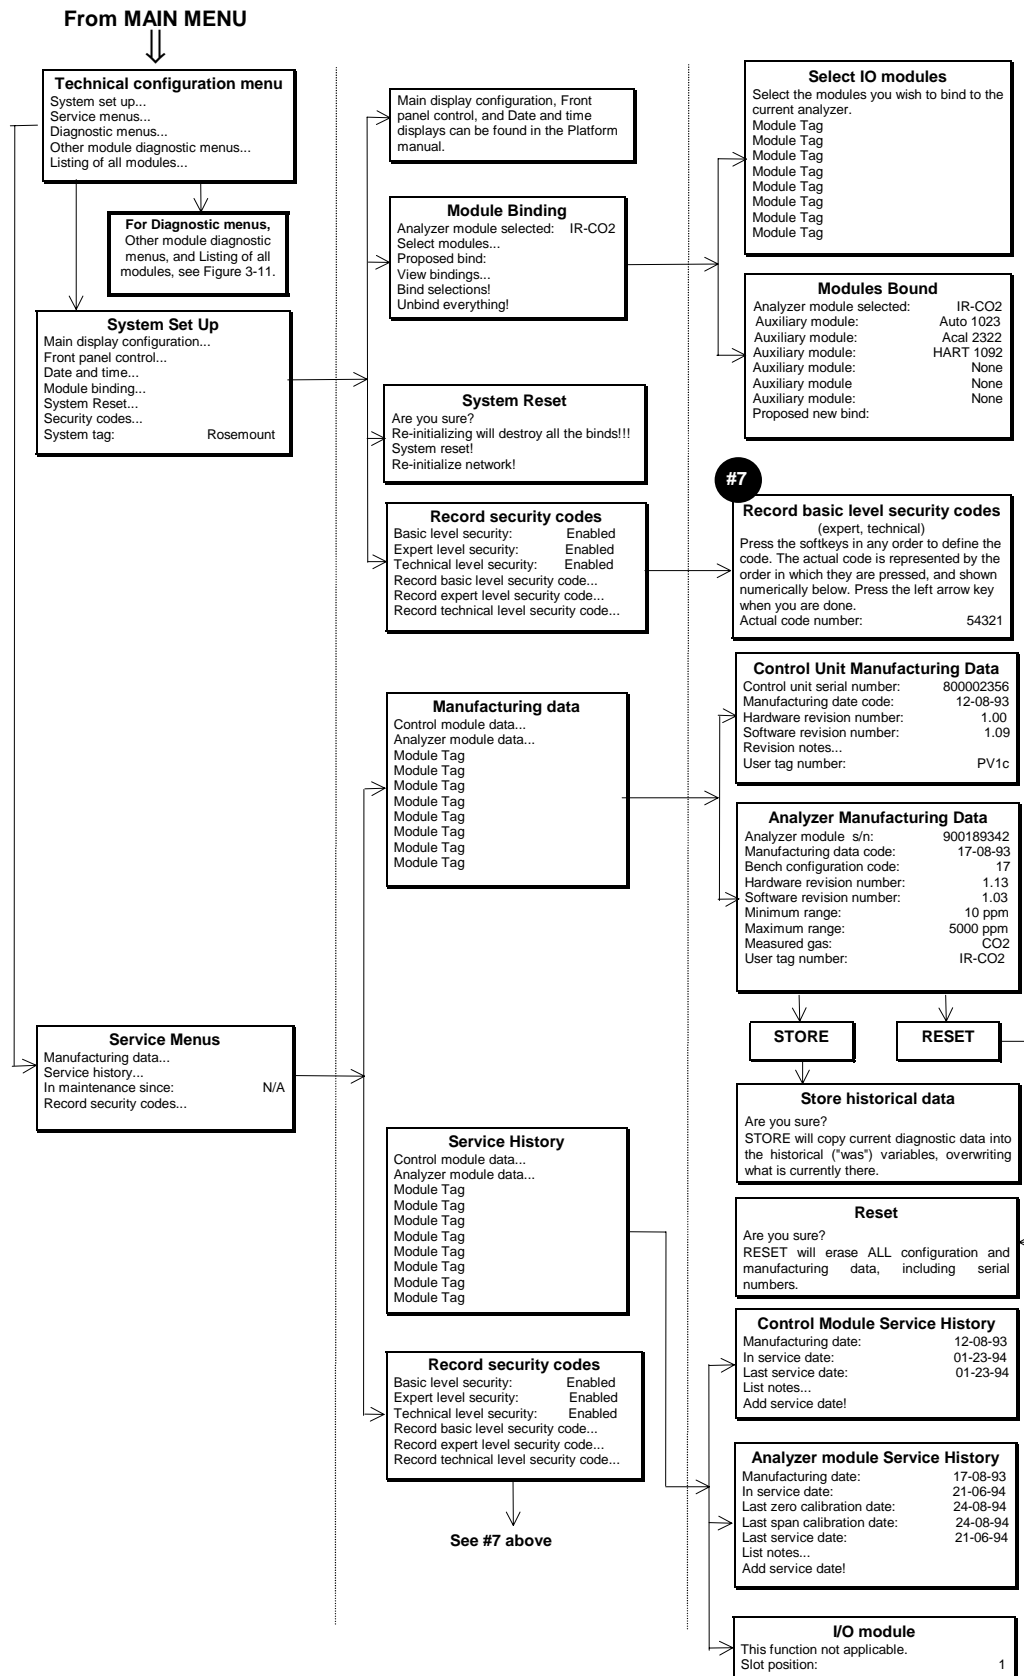 From MAIN MENU
Technical configuration menu
System set up...
Service menus...
Diagnostic menus...
Other module diagnostic menus...
Listing of all modules...
For Diagnostic menus,
Other module diagnostic
menus, and Listing of all
modules, see Figure 3-11.
System Set Up
Main display configuration...
Front panel control...
Date and time...
Module binding...
System Reset...
Security codes...
System tag: Rosemount
Service Menus
Manufacturing data...
Service history...
In maintenance since: N/A
Record security codes...
Main display configuration, Front
panel control, and Date and time
displays can be found in the Platform
manual.
Module Binding
Analyzer module selected: IR-CO2
Select modules...
Proposed bind:
View bindings...
Bind selections!
Unbind everything!
System Reset
Are you sure?
Re-initializing will destroy all the binds!!!
System reset!
Re-initialize network!
Record security codes
Basic level security: Enabled
Expert level security: Enabled
Technical level security: Enabled
Record basic level security code...
Record expert level security code...
Record technical level security code...
Manufacturing data
Control module data...
Analyzer module data...
Module Tag
Module Tag
Module Tag
Module Tag
Module Tag
Module Tag
Module Tag
Module Tag
Service History
Control module data...
Analyzer module data...
Module Tag
Module Tag
Module Tag
Module Tag
Module Tag
Module Tag
Module Tag
Module Tag
Record security codes
Basic level security: Enabled
Expert level security: Enabled
Technical level security: Enabled
Record basic level security code...
Record expert level security code...
Record technical level security code...
See #7 above
Select IO modules
Select the modules you wish to bind to the
current analyzer.
Module Tag
Module Tag
Module Tag
Module Tag
Module Tag
Module Tag
Module Tag
Module Tag
Modules Bound
Analyzer module selected: IR-CO2
Auxiliary module: Auto 1023
Auxiliary module: Acal 2322
Auxiliary module: HART 1092
Auxiliary module: None
Auxiliary module None
Auxiliary module: None
Proposed new bind:
#7
Record basic level security codes
(expert, technical)
Press the softkeys in any order to define the
code. The actual code is represented by the
order in which they are pressed, and shown
numerically below. Press the left arrow key
when you are done.
Actual code number: 54321
Control Unit Manufacturing Data
Control unit serial number: 800002356
Manufacturing date code: 12-08-93
Hardware revision number: 1.00
Software revision number: 1.09
Revision notes...
User tag number: PV1c
Analyzer Manufacturing Data
Analyzer module s/n: 900189342
Manufacturing data code: 17-08-93
Bench configuration code: 17
Hardware revision number: 1.13
Software revision number: 1.03
Minimum range: 10 ppm
Maximum range: 5000 ppm
Measured gas: CO2
User tag number: IR-CO2
STORE
RESET
Store historical data
Are you sure?
STORE will copy current diagnostic data into
the historical ("was") variables, overwriting
what is currently there.
Reset
Are you sure?
RESET will erase ALL configuration and
manufacturing data, including serial
numbers.
Control Module Service History
Manufacturing date: 12-08-93
In service date: 01-23-94
Last service date: 01-23-94
List notes...
Add service date!
Analyzer module Service History
Manufacturing date: 17-08-93
In service date: 21-06-94
Last zero calibration date: 24-08-94
Last span calibration date: 24-08-94
Last service date: 21-06-94
List notes...
Add service date!
I/O module
This function not applicable.
Slot position: 1